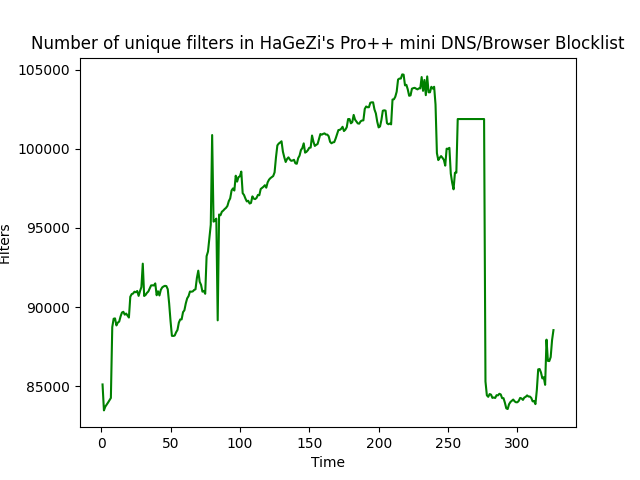 Number of unique filters in HaGeZi's Pro++ mini DNS/Browser Blocklist
105000
100000
95000
90000
85000
Filters
0 50 100 150 200 250 300
Time